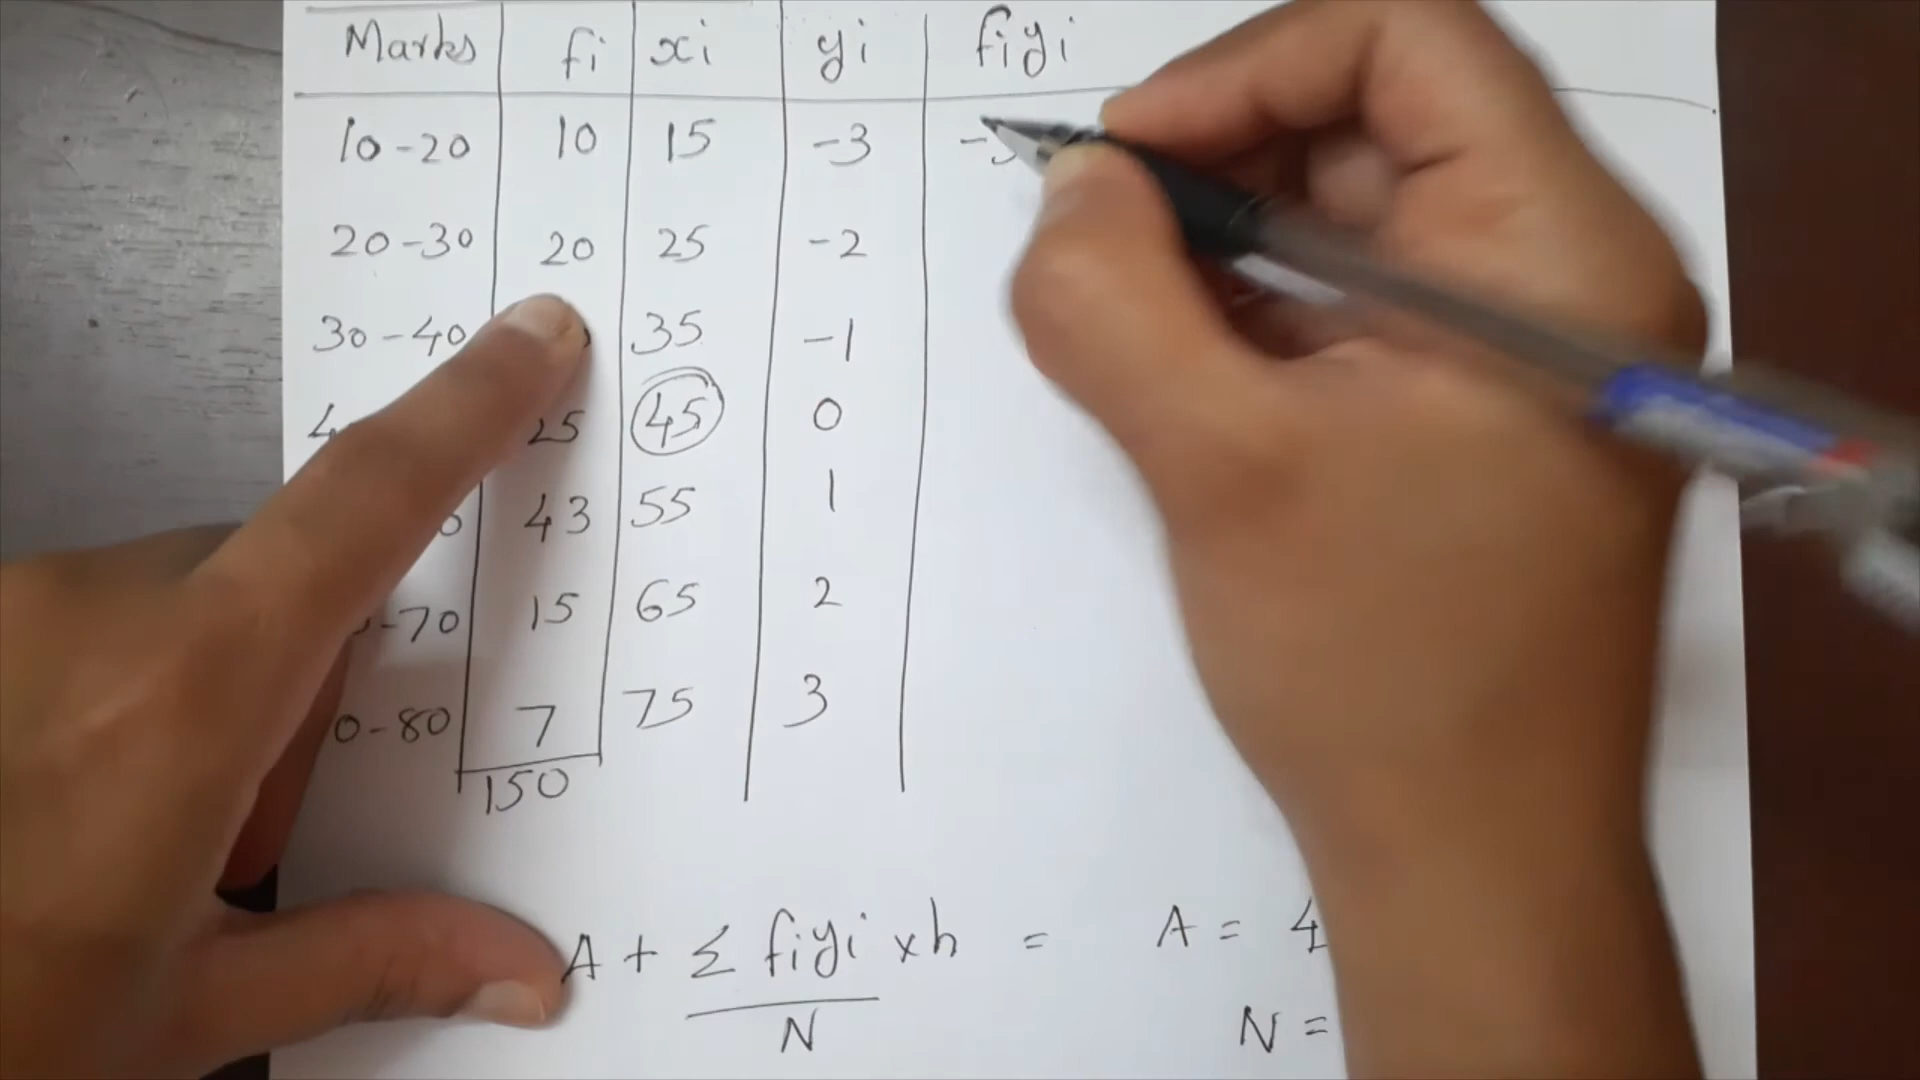 Marks fi xi yi fiyi
10-20 10 15 -3
20-30 20 25 -2
30-40 35 -1
25 45 0
43 55 1
-70 15 65 2
0-80 7 75 3
150
A + Σ fiyi x h = A = 4
N N =